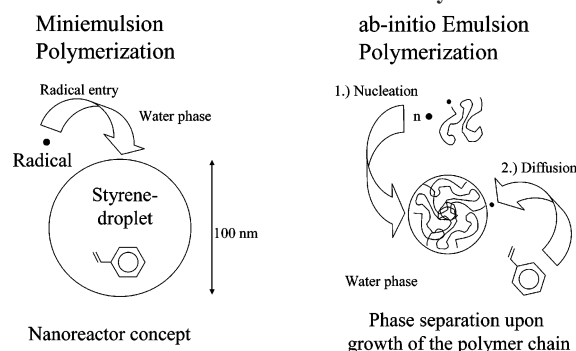 Miniemulsion
Polymerization
Radical entry
Water phase
Radical
Styrene-
droplet
100 nm
Nanoreactor concept
ab-initio Emulsion
Polymerization
1.) Nucleation
n
2.) Diffusion
Water phase
Phase separation upon
growth of the polymer chain